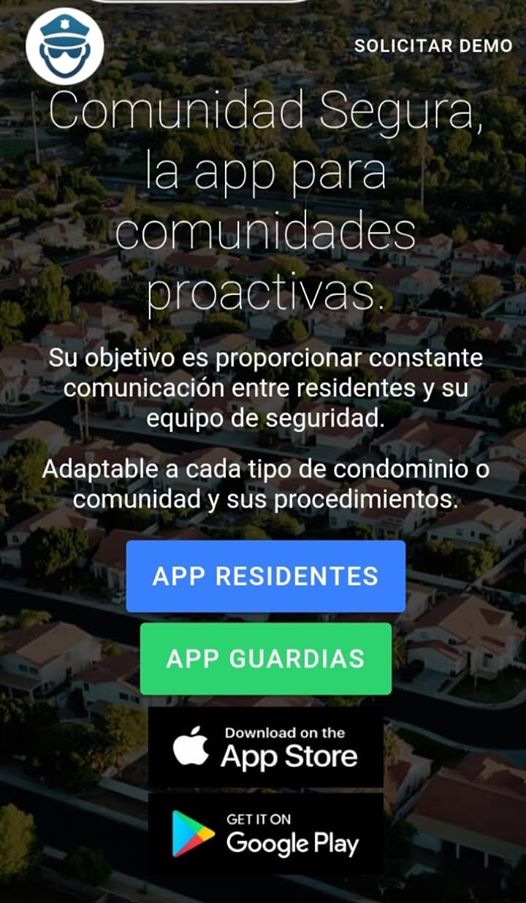 SOLICITAR DEMO
Comunidad Segura,
la app para
comunidades
proactivas.
Su objetivo es proporcionar constante
comunicación entre residentes y su
equipo de seguridad.
Adaptable a cada tipo de condominio o
comunidad y sus procedimientos.
APP RESIDENTES
APP GUARDIAS
Download on the
App Store
GET IT ON
Google Play